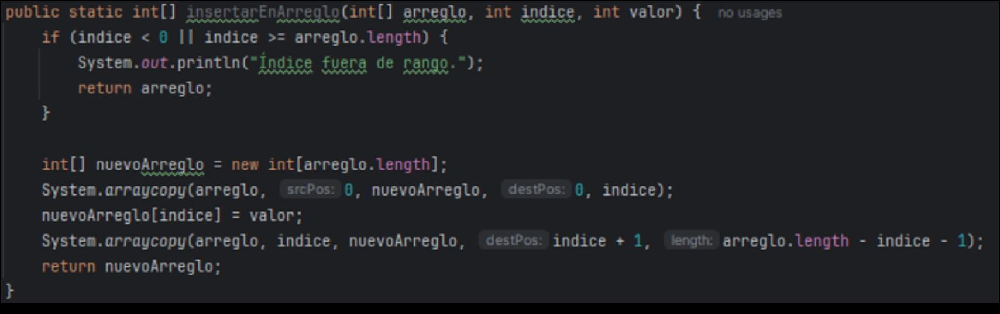 public static int[] insertarEnArreglo(int[] arreglo, int indice, int valor) { no usages
if (indice < 0 || indice >= arreglo.length) {
System.out.println("Índice fuera de rango.");
return arreglo;
}
int[] nuevoArreglo = new int[arreglo.length];
System.arraycopy(arreglo, srcPos: 0, nuevoArreglo, destPos: 0, indice);
nuevoArreglo[indice] = valor;
System.arraycopy(arreglo, indice, nuevoArreglo, destPos: indice + 1, length: arreglo.length - indice - 1);
return nuevoArreglo;
}